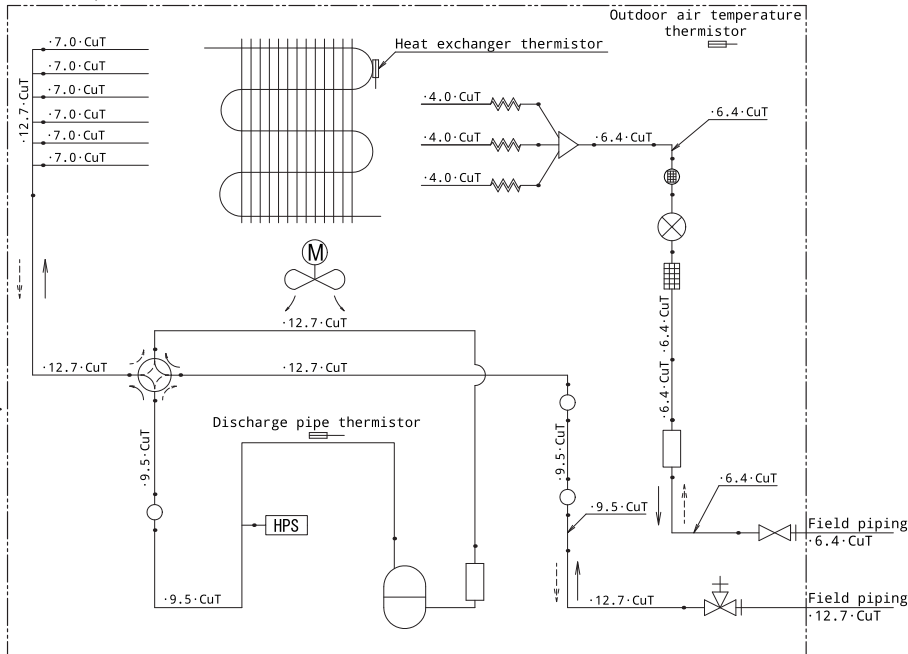 Outdoor air temperature
thermistor
Heat exchanger thermistor
·7.0·CuT
·7.0·CuT
·7.0·CuT
·7.0·CuT
·7.0·CuT
·7.0·CuT
·12.7·CuT
·4.0·CuT
·4.0·CuT
·4.0·CuT
·6.4·CuT
·6.4·CuT
M
·12.7·CuT
·12.7·CuT
·12.7·CuT
·6.4·CuT
·6.4·CuT
Discharge pipe thermistor
·9.5·CuT
·9.5·CuT
·6.4·CuT
·9.5·CuT
HPS
Field piping
·6.4·CuT
·9.5·CuT
·12.7·CuT
Field piping
·12.7·CuT